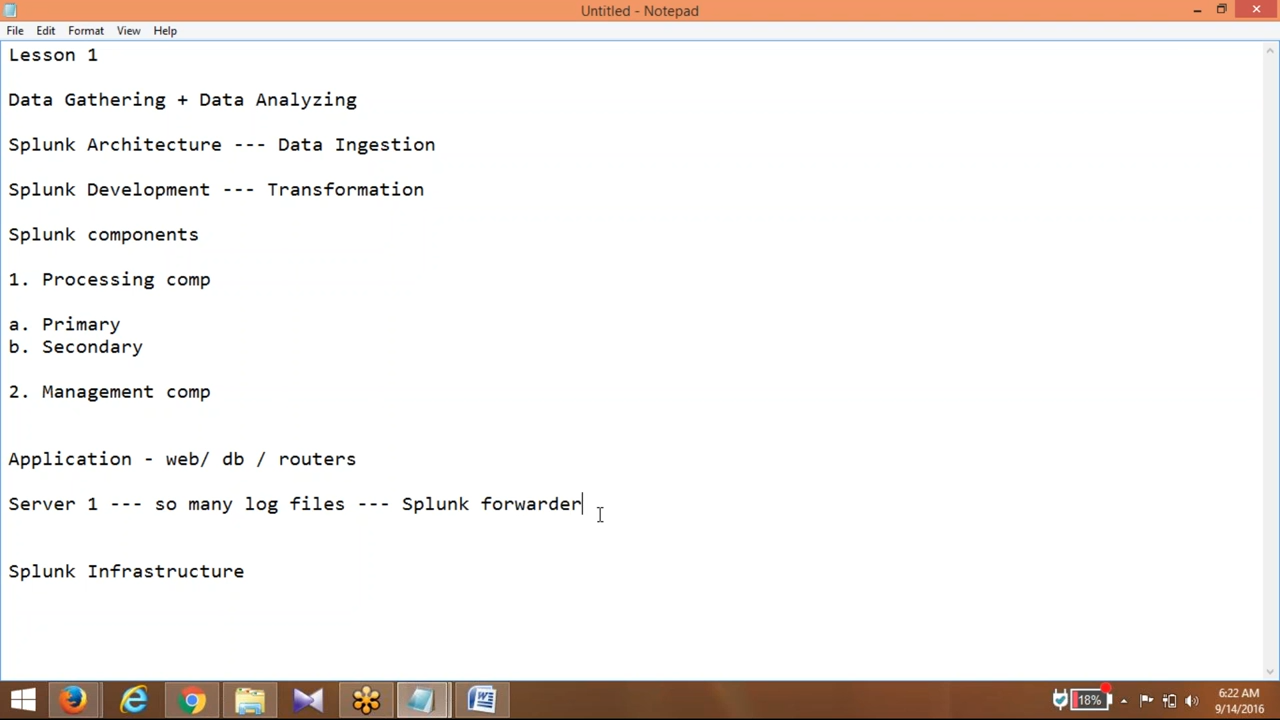 Untitled - Notepad
File Edit Format View Help
Lesson 1
Data Gathering + Data Analyzing
Splunk Architecture --- Data Ingestion
Splunk Development --- Transformation
Splunk components
1. Processing comp
a. Primary
b. Secondary
2. Management comp
Application - web/ db / routers
Server 1 --- so many log files --- Splunk forwarder
Splunk Infrastructure
18%
6:22 AM
9/14/2016